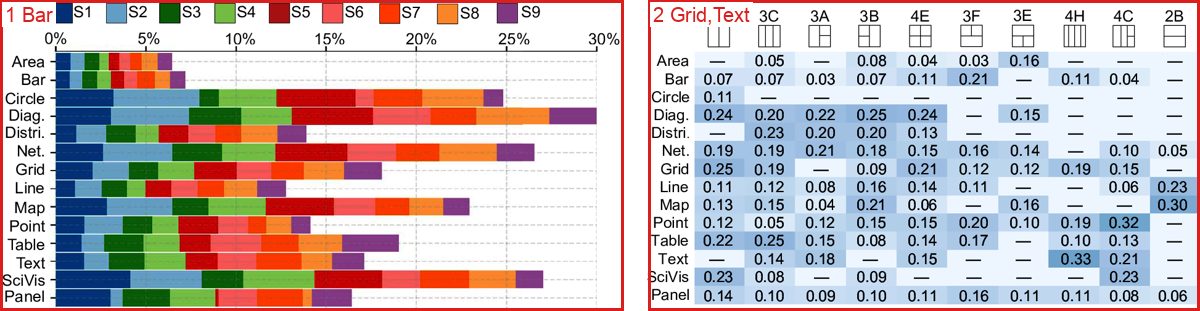 1 Bar S1 S2 S3 S4 S5 S6 S7 S8 S9
0% 5% 10% 15% 20% 25% 30%
Area
Bar
Circle
Diag.
Distri.
Net.
Grid
Line
Map
Point
Table
Text
SciVis
Panel
2 Grid,Text 3C 3A 3B 4E 3F 3E 4H 4C 2B
Area — 0.05 — 0.08 0.04 0.03 0.16 — — —
Bar 0.07 0.07 0.03 0.07 0.11 0.21 — 0.11 0.04 —
Circle 0.11 — — — — — — — — —
Diag. 0.24 0.20 0.22 0.25 0.24 — 0.15 — — —
Distri. — 0.23 0.20 0.20 0.13 — — — — —
Net. 0.19 0.19 0.21 0.18 0.15 0.16 0.14 — 0.10 0.05
Grid 0.25 0.19 — 0.09 0.21 0.12 0.12 0.19 0.15 —
Line 0.11 0.12 0.08 0.16 0.14 0.11 — — 0.06 0.23
Map 0.13 0.15 0.04 0.21 0.06 — 0.16 — — 0.30
Point 0.12 0.05 0.12 0.15 0.15 0.20 0.10 0.19 0.32 —
Table 0.22 0.25 0.15 0.08 0.14 0.17 — 0.10 0.13 —
Text — 0.14 0.18 — 0.15 — — 0.33 0.21 —
SciVis 0.23 0.08 — 0.09 — — — — 0.23 —
Panel 0.14 0.10 0.09 0.10 0.11 0.16 0.11 0.11 0.08 0.06